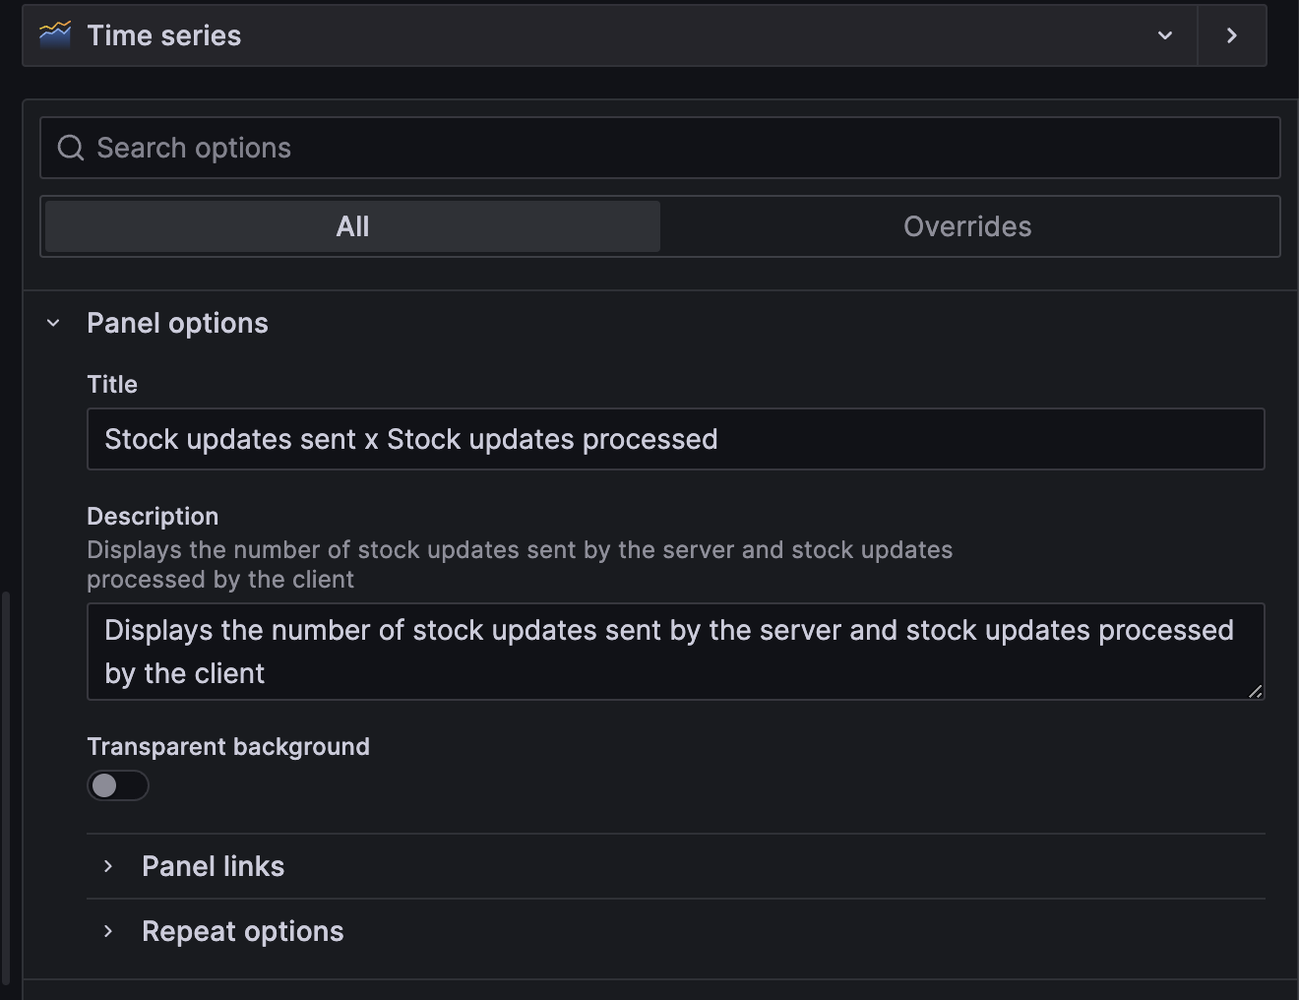 Time series
Search options
All
Overrides
Panel options
Title
Stock updates sent x Stock updates processed
Description
Displays the number of stock updates sent by the server and stock updates
processed by the client
Displays the number of stock updates sent by the server and stock updates processed
by the client
Transparent background
Panel links
Repeat options